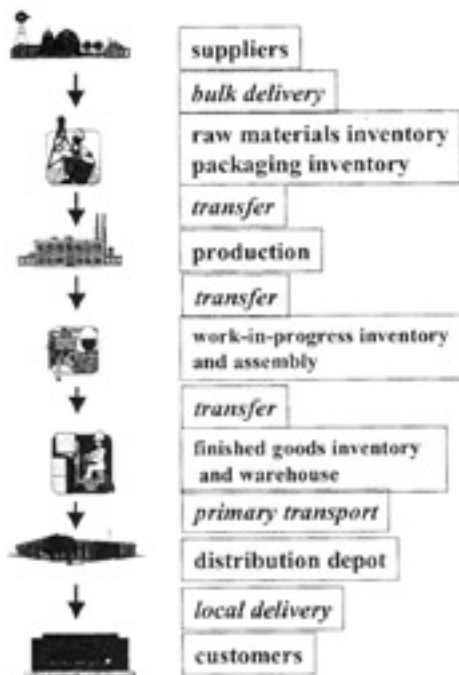 suppliers
bulk delivery
raw materials inventory
packaging inventory
transfer
production
transfer
work-in-progress inventory
and assembly
transfer
finished goods inventory
and warehouse
primary transport
distribution depot
local delivery
customers